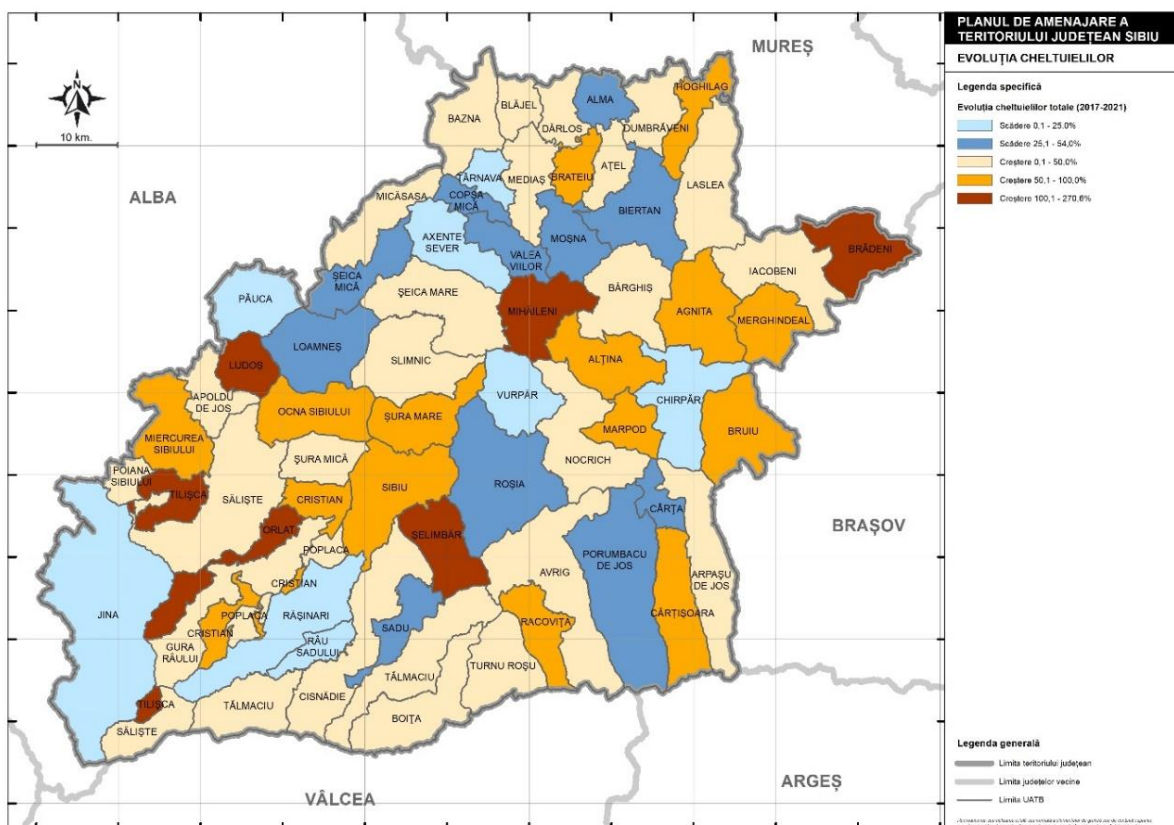 PLANUL DE AMENAJARE A
TERITORIULUI JUDEȚEAN SIBIU
EVOLUȚIA CHELTUIELILOR
Legenda specifică
Evoluția cheltuielilor totale (2017-2021)
Scădere 0,1 - 25,0%
Scădere 25,1 - 54,0%
Creștere 0,1 - 50,0%
Creștere 50,1 - 100,0%
Creștere 100,1 - 270,6%
MUREȘ
N
10 km.
ALBA
BRAȘOV
VÂLCEA
ARGEȘ
HOGHILAG
ALMA
BLĂJEL
BAZNA
DÂRLOS
DUMBRĂVENI
AȚEL
BRATEIU
MEDIAȘ
TÂRNAVA
LASLEA
MICĂSASA
COPȘA
MICĂ
BIERTAN
AXENTE
SEVER
MOȘNA
VALEA
VIILOR
BRĂDENI
IACOBENI
ȘEICA
MICĂ
BÂRGHIȘ
PĂUCA
ȘEICA MARE
MIHĂILENI
AGNITA
MERGHINDEAL
LOAMNEȘ
SLIMNIC
LUDOȘ
ALȚINA
VURPĂR
CHIRPĂR
APOLDU
DE JOS
OCNA SIBIULUI
ȘURA MARE
MARPOD
BRUIU
MIERCUREA
SIBIULUI
ȘURA MICĂ
NOCRICH
POIANA
SIBIULUI
TILIȘCA
SĂLIȘTE
CRISTIAN
SIBIU
ROȘIA
CÂRȚA
ORLAT
ȘELIMBĂR
POPLACA
PORUMBACU
DE JOS
AVRIG
ARPAȘU
DE JOS
CRISTIAN
CÂRȚIȘOARA
JINA
POPLACA
RĂȘINARI
SADU
RACOVIȚA
CRISTIAN
GURA
RÂULUI
RÂU
SADULUI
TURNU ROȘU
TĂLMACIU
TILIȘCA
TĂLMACIU
CISNĂDIE
BOIȚA
SĂLIȘTE
Legenda generală
Limita teritoriului județean
Limita județelor vecine
Limita UATB